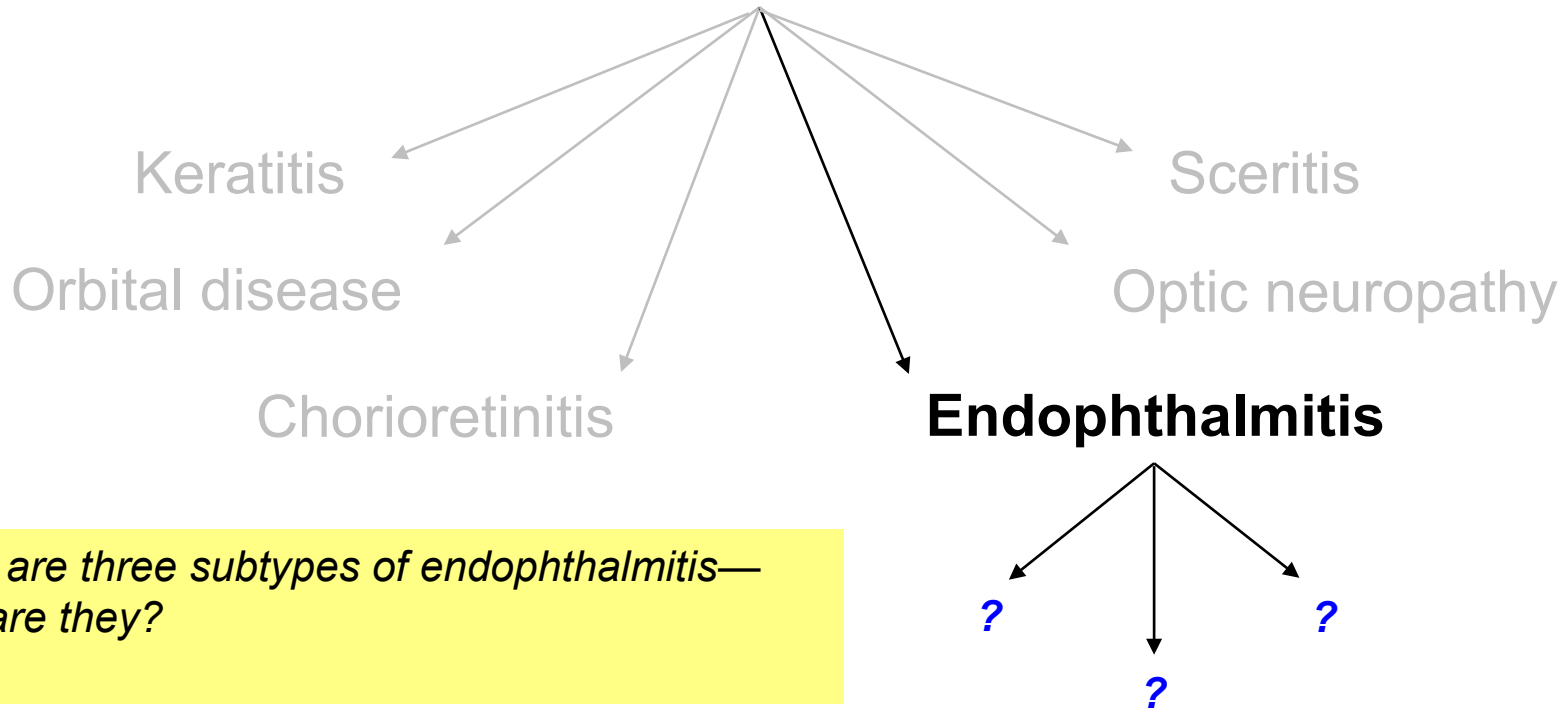 Keratitis
Sceritis
Orbital disease
Optic neuropathy
Chorioretinitis
Endophthalmitis
are three subtypes of endophthalmitis—
are they?
?
?
?